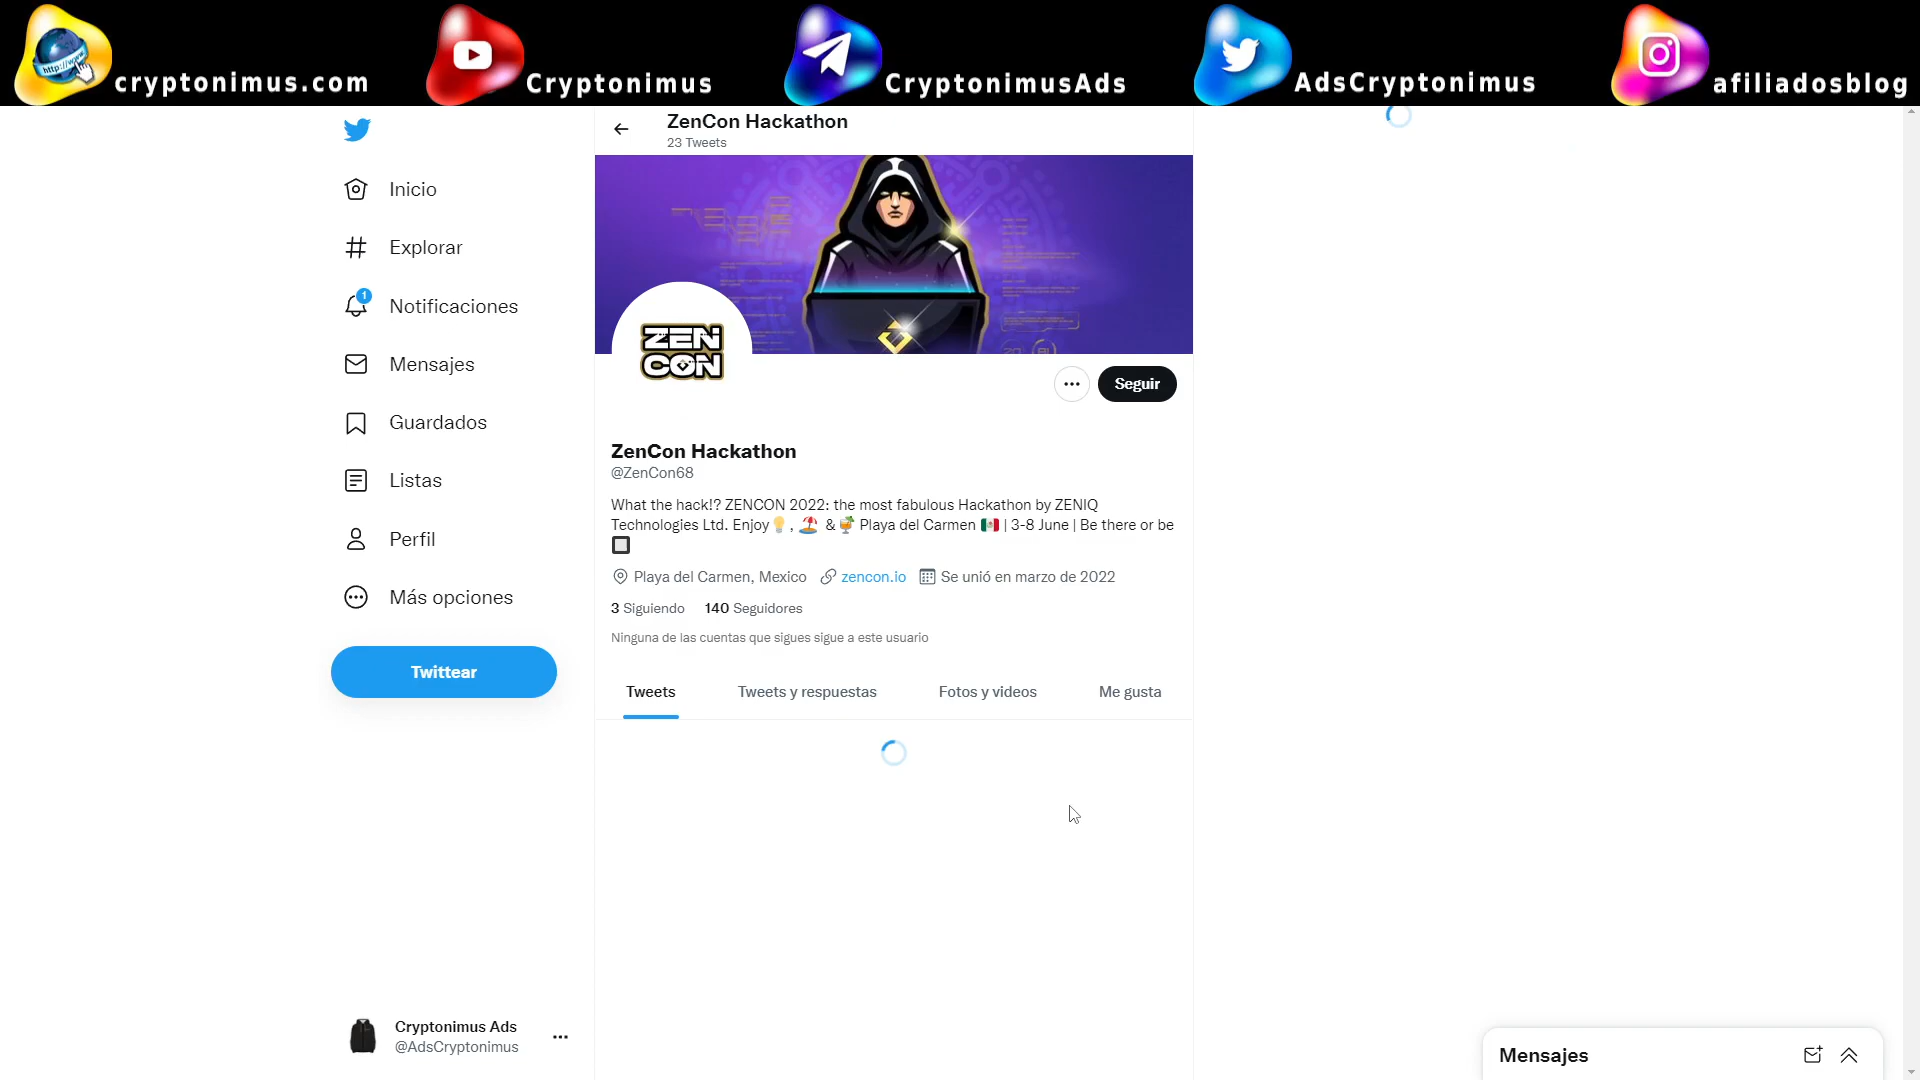 cryptonimus.com
Cryptonimus
CryptonimusAds
AdsCryptonimus
afiliadosblog
http://www
ZenCon Hackathon
23 Tweets
Inicio
Explorar
1
Notificaciones
Mensajes
Guardados
Listas
Perfil
Más opciones
Twittear
ZEN
CON
Seguir
ZenCon Hackathon
@ZenCon68
What the hack!? ZENCON 2022: the most fabulous Hackathon by ZENIQ
Technologies Ltd. Enjoy💡, 🏖️ &🍹 Playa del Carmen 🇲🇽 | 3-8 June | Be there or be
🔲
Playa del Carmen, Mexico zencon.io Se unió en marzo de 2022
3 Siguiendo 140 Seguidores
Ninguna de las cuentas que sigues sigue a este usuario
Tweets Tweets y respuestas Fotos y videos Me gusta
Cryptonimus Ads
@AdsCryptonimus
Mensajes